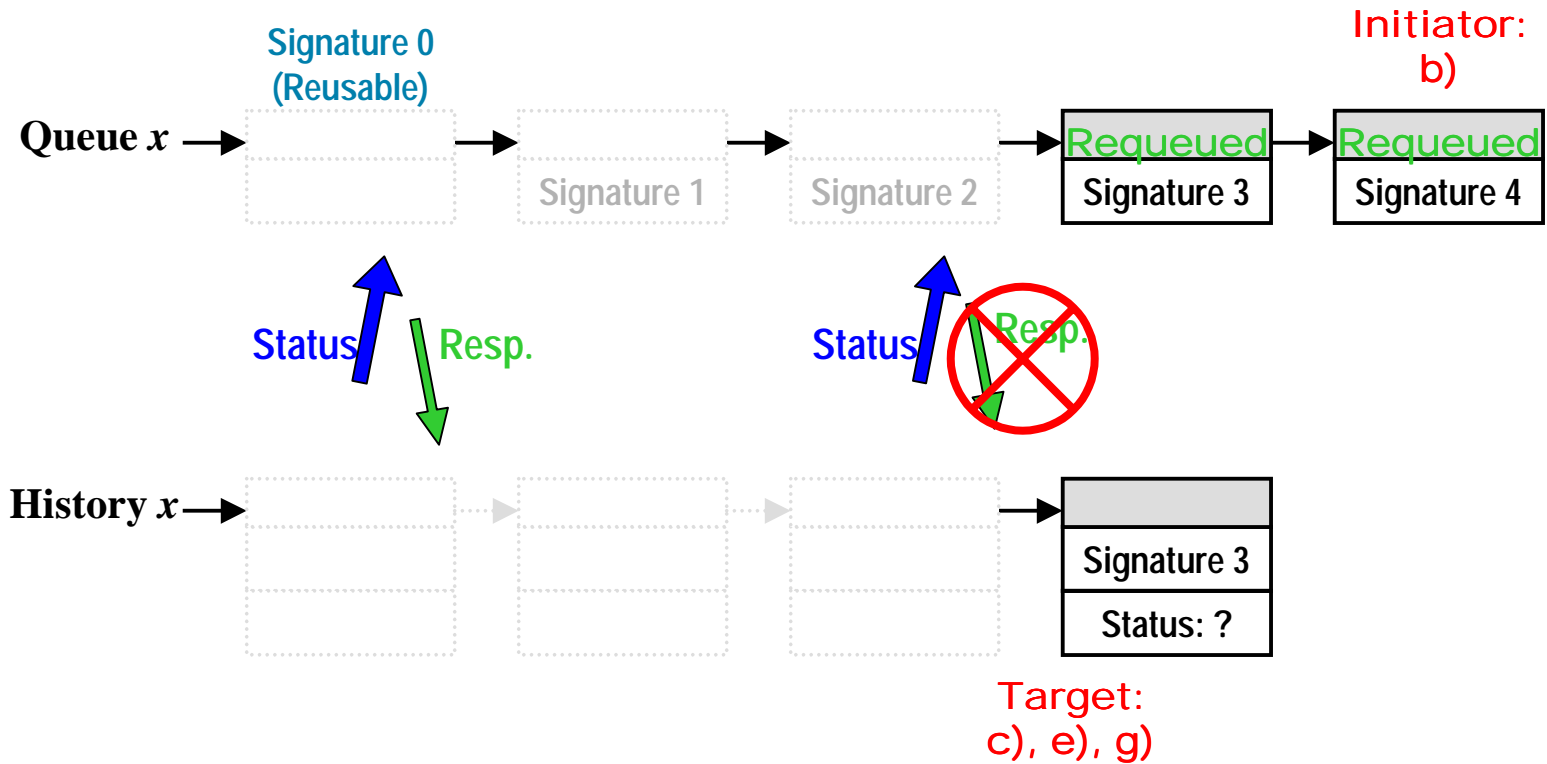 Initiator:
b)
Signature 0
(Reusable)
Queue x
Requeued
Requeued
Signature 1
Signature 2
Signature 3
Signature 4
Status
Resp.
Status
Resp.
History x
Signature 3
Status: ?
Target:
c), e), g)